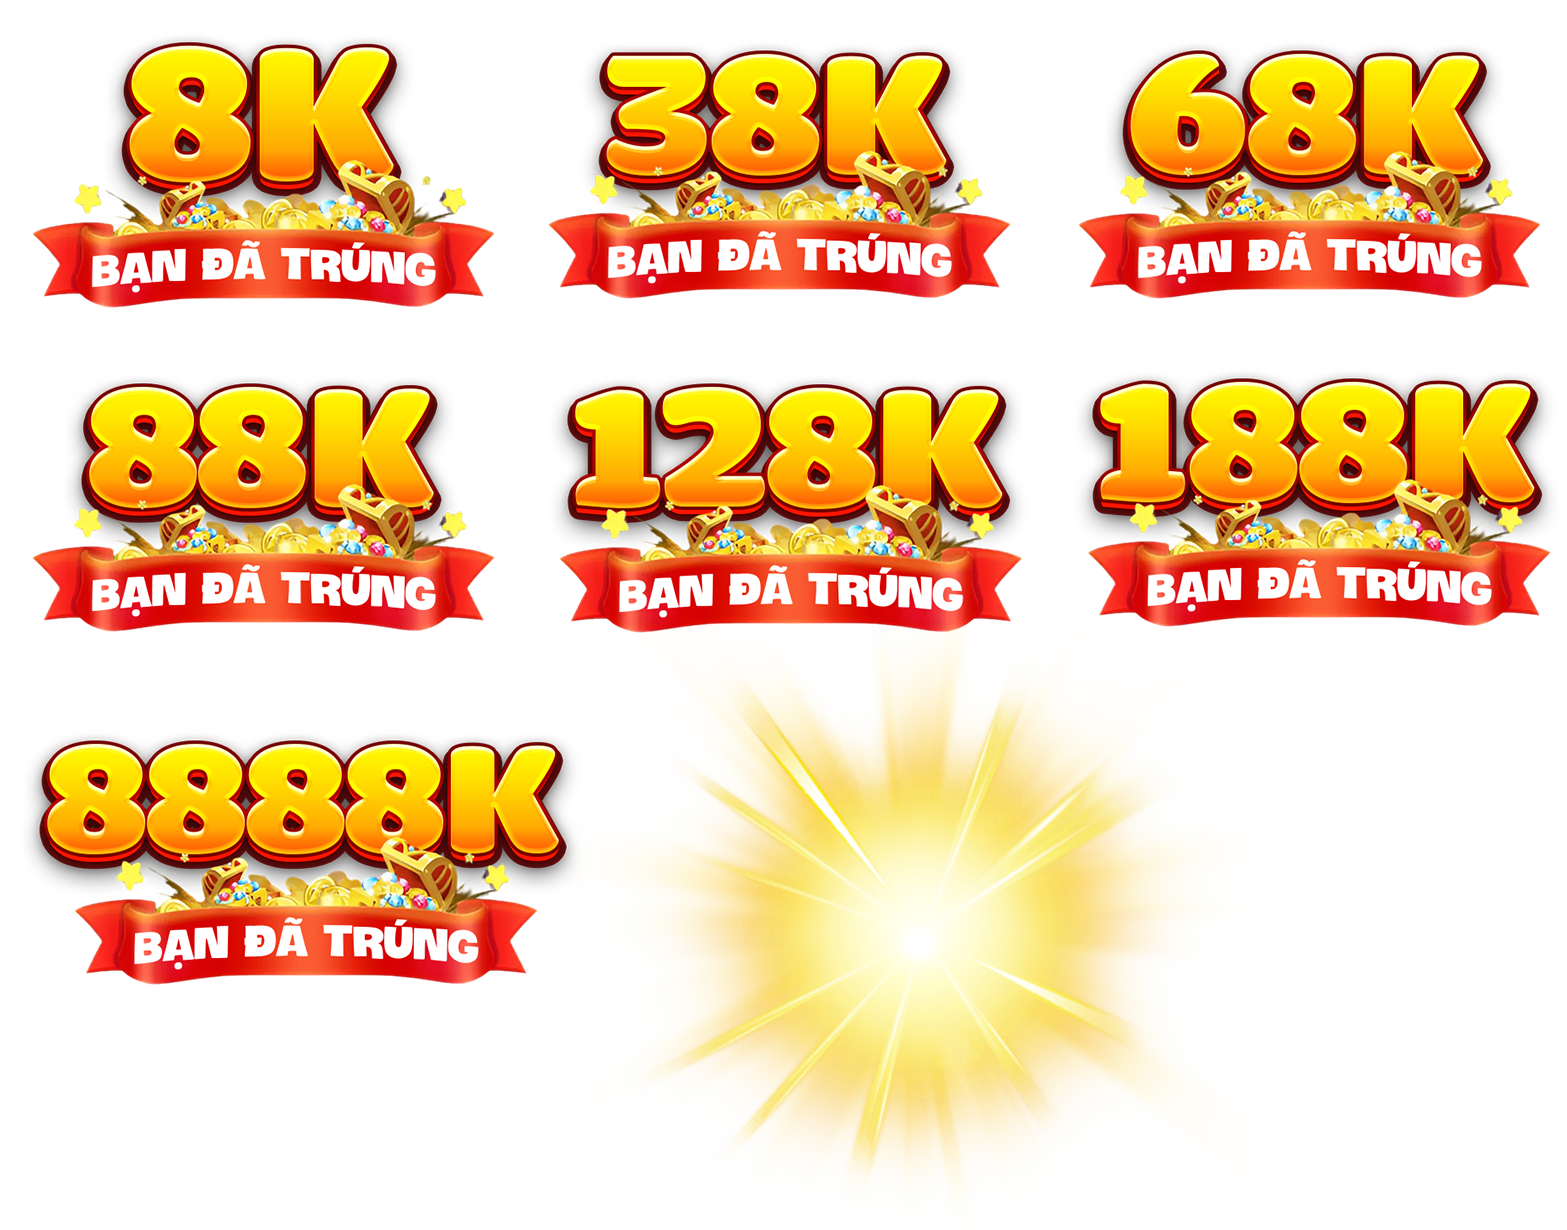 8K
BẠN ĐÃ TRÚNG
38K
BẠN ĐÃ TRÚNG
68K
BẠN ĐÃ TRÚNG
88K
BẠN ĐÃ TRÚNG
128K
BẠN ĐÃ TRÚNG
188K
BẠN ĐÃ TRÚNG
8888K
BẠN ĐÃ TRÚNG